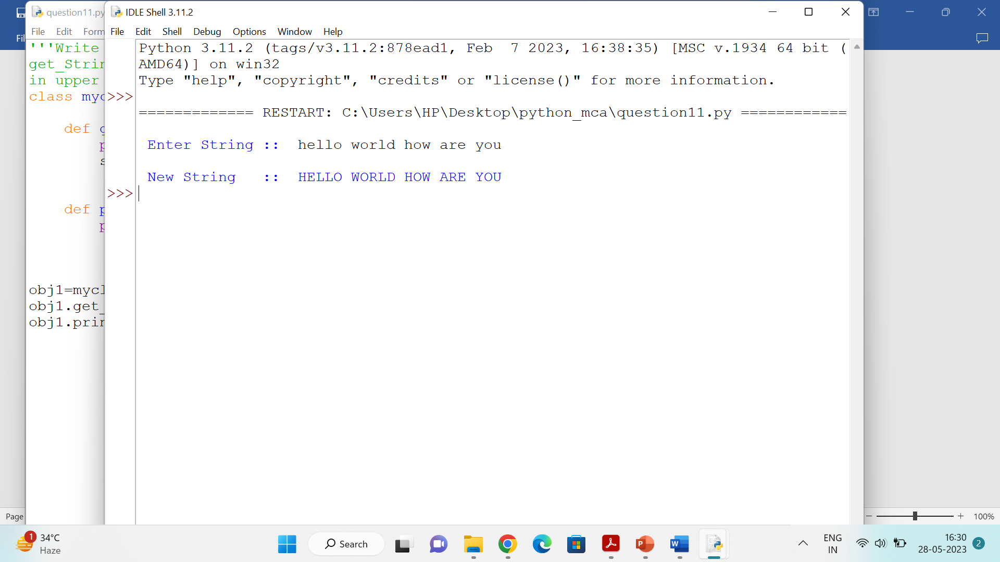 question11.py
IDLE Shell 3.11.2
File Edit Form
File Edit Shell Debug Options Window Help
Fil
'''Write
get_Strin
in upper
class myc
def
obj1=mycl
obj1.get_
obj1.prin
Python 3.11.2 (tags/v3.11.2:878ead1, Feb  7 2023, 16:38:35) [MSC v.1934 64 bit (
AMD64)] on win32
Type "help", "copyright", "credits" or "license()" for more information.
>>>
============= RESTART: C:\Users\HP\Desktop\python_mca\question11.py ============
Enter String ::  hello world how are you
New String   ::  HELLO WORLD HOW ARE YOU
>>>
def p
p
Page
100%
1
34°C
Haze
Search
P
W
ENG
IN
16:30
28-05-2023
2